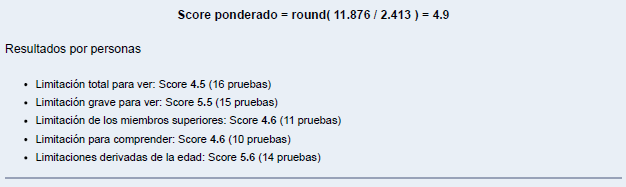 Score ponderado = round( 11.876 / 2.413 ) = 4.9
Resultados por personas
• Limitación total para ver: Score 4.5 (16 pruebas)
• Limitación grave para ver: Score 5.5 (15 pruebas)
• Limitación de los miembros superiores: Score 4.6 (11 pruebas)
• Limitación para comprender: Score 4.6 (10 pruebas)
• Limitaciones derivadas de la edad: Score 5.6 (14 pruebas)